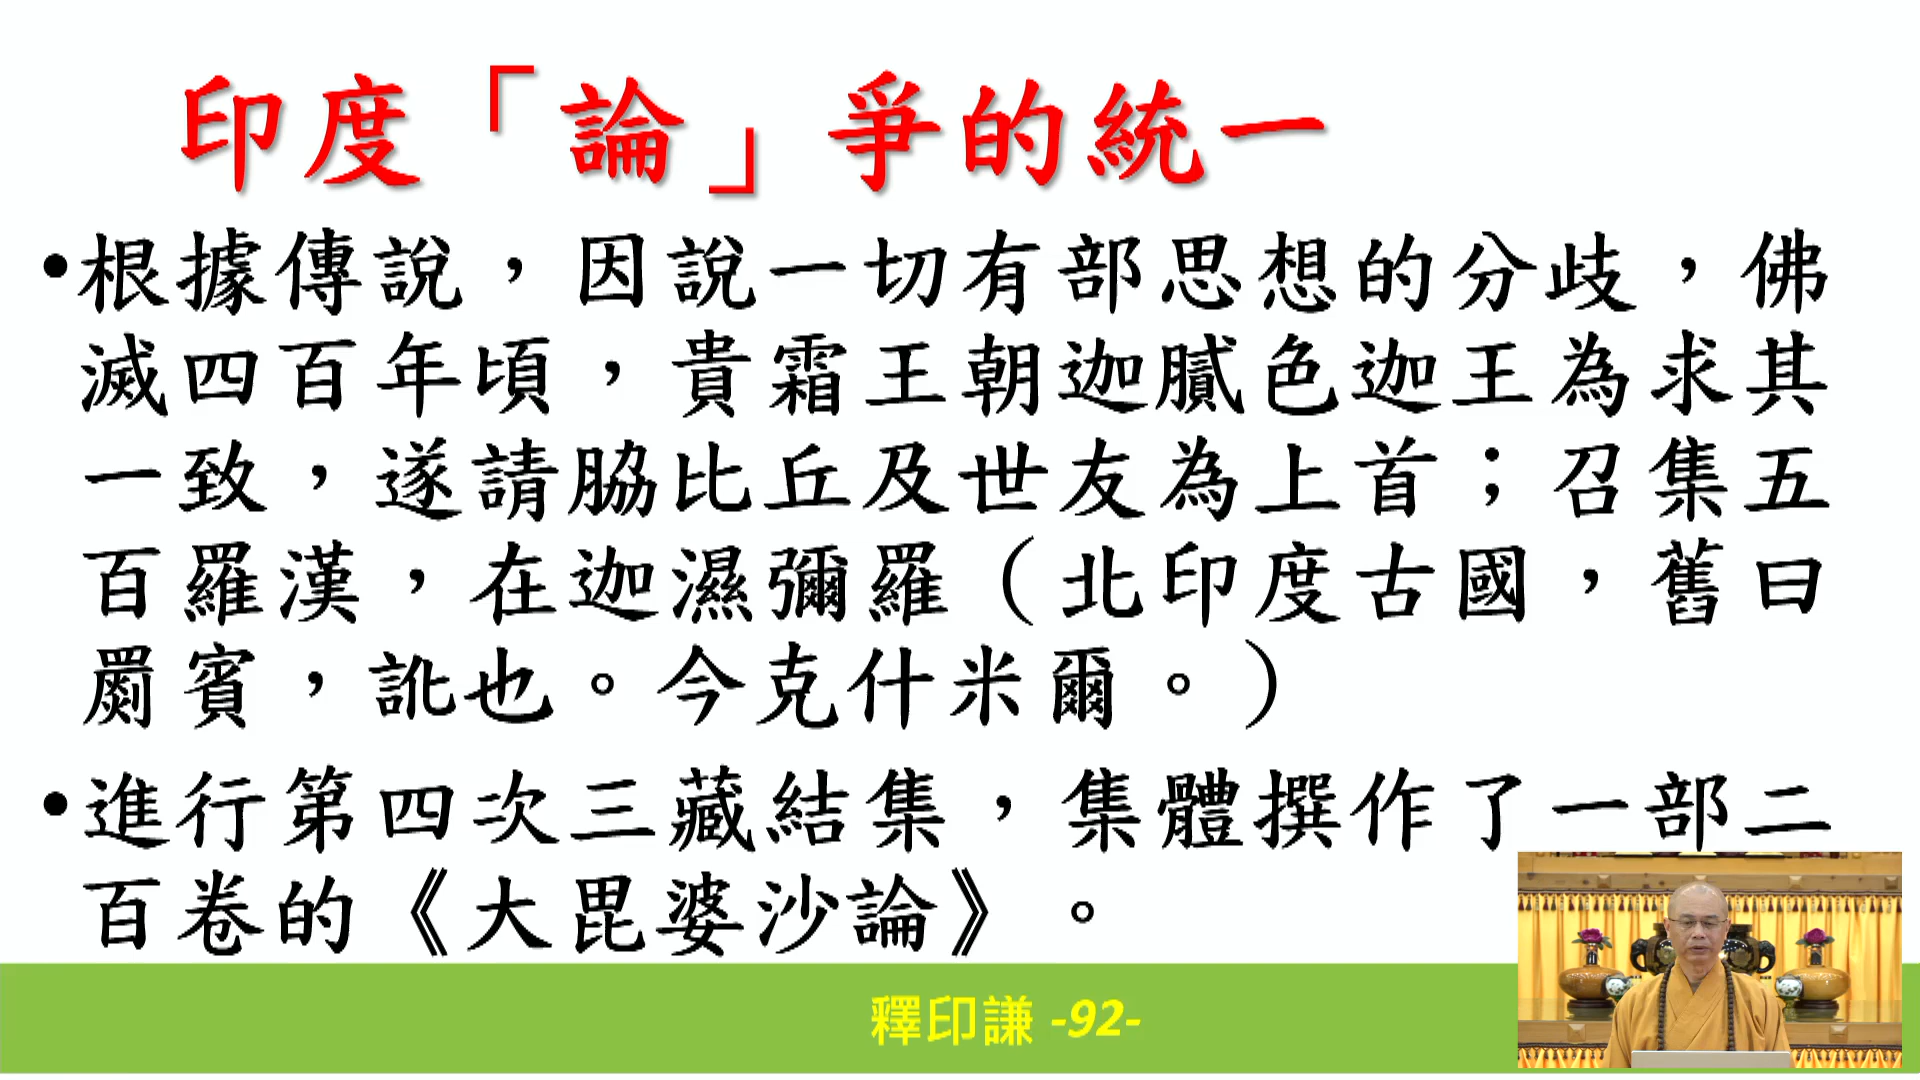 印度「論」爭的統一
•根據傳說，因說一切有部思想的分歧，佛
滅四百年頃，貴霜王朝迦膩色迦王為求其
一致，遂請脇比丘及世友為上首；召集五
百羅漢，在迦濕彌羅（北印度古國，舊曰
罽賓，訛也。今克什米爾。）
•進行第四次三藏結集，集體撰作了一部二
百卷的《大毘婆沙論》。
釋印謙 -92-